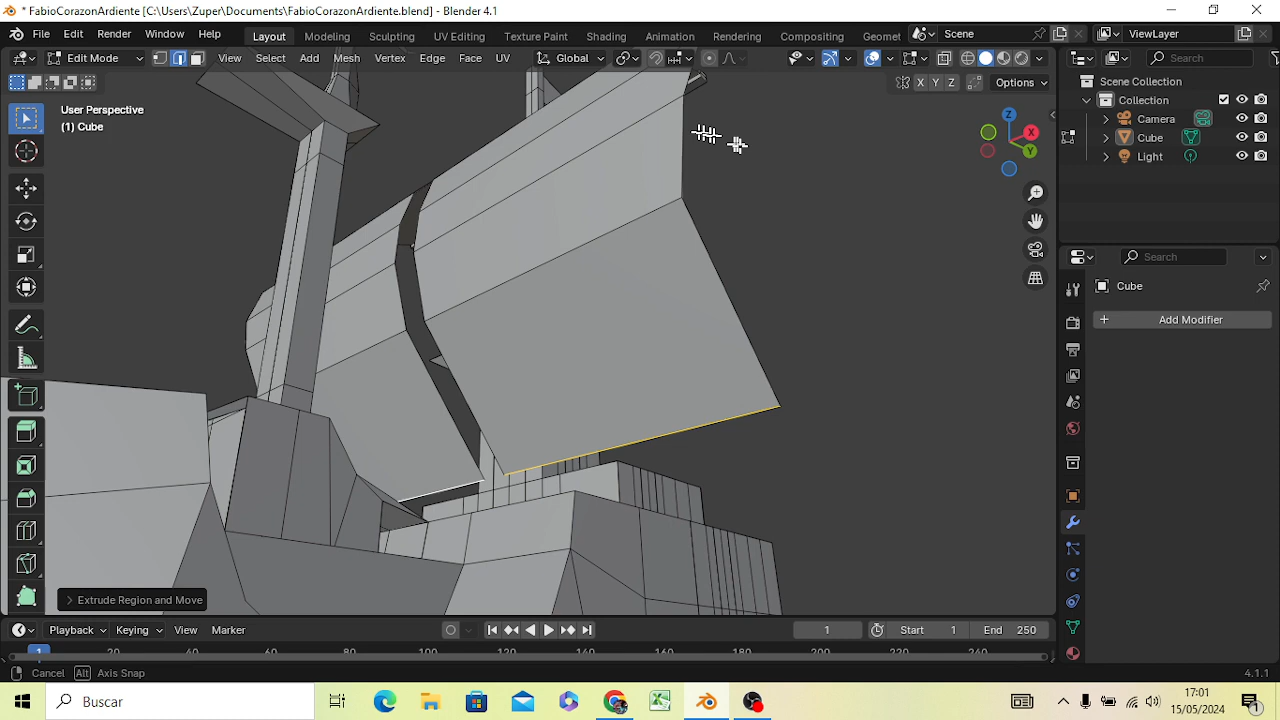 * FabioCorazonArdiente [C:\Users\Zuper\Documents\FabioCorazonArdiente.blend] - Blender 4.1
File Edit Render Window Help Layout Modeling Sculpting UV Editing Texture Paint Shading Animation Rendering Compositing Geomet Scene ViewLayer
Edit Mode View Select Add Mesh Vertex Edge Face UV Global Search
X Y Z Options
User Perspective
(1) Cube
Z
X
Y
Scene Collection
Collection
Camera
Cube
Light
Search
Cube
Add Modifier
Extrude Region and Move
Playback Keying View Marker 1 Start 1 End 250
1 20 40 60 80 100 120 140 160 180 200 220 240
Cancel Alt Axis Snap 4.1.1
Buscar
17:01
15/05/2024
1